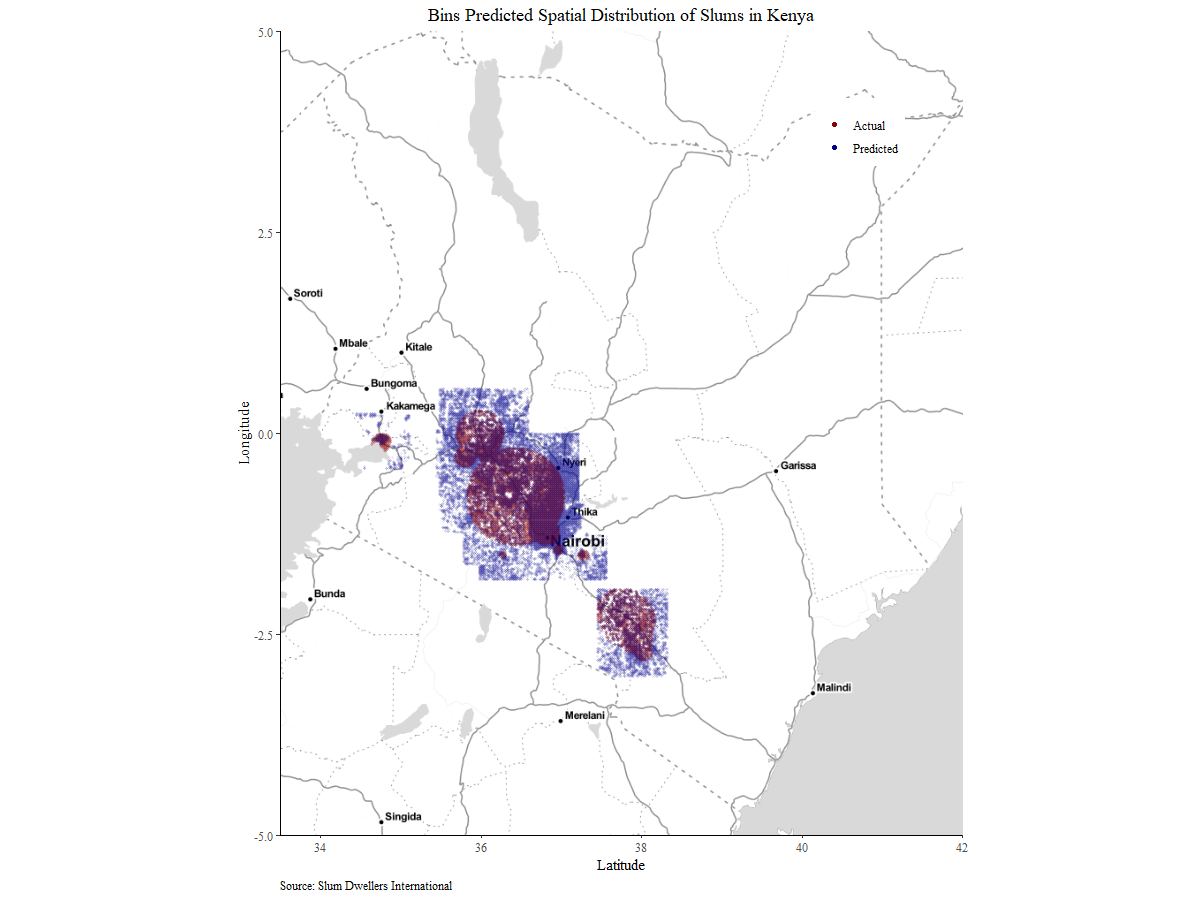 Bins Predicted Spatial Distribution of Slums in Kenya
5.0
Actual
Predicted
2.5
Soroti
Mbale
Kitale
Bungoma
Kakamega
Longitude
0.0
Nyeri
Garissa
Thika
Nairobi
Bunda
-2.5
Malindi
Merelani
Singida
-5.0
34
36
38
40
42
Latitude
Source: Slum Dwellers International